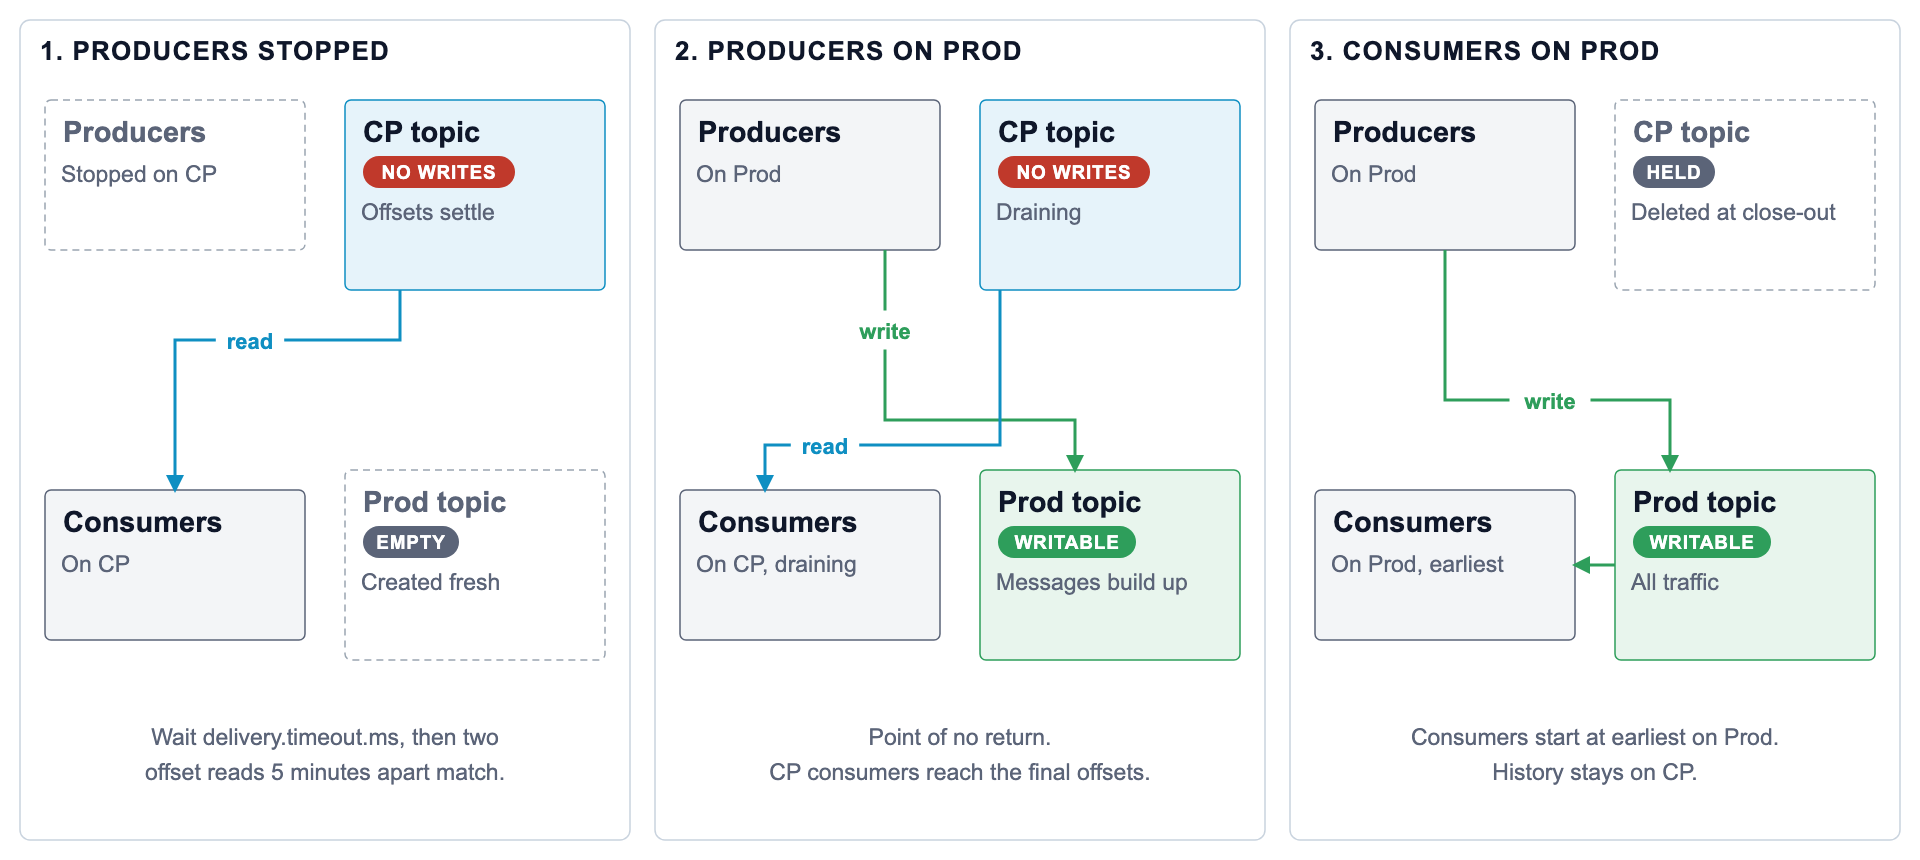 1. PRODUCERS STOPPED
Producers
Stopped on CP
CP topic
NO WRITES
Offsets settle
read
Consumers
On CP
Prod topic
EMPTY
Created fresh
Wait delivery.timeout.ms, then two
offset reads 5 minutes apart match.
2. PRODUCERS ON PROD
Producers
On Prod
CP topic
NO WRITES
Draining
write
read
Consumers
On CP, draining
Prod topic
WRITABLE
Messages build up
Point of no return.
CP consumers reach the final offsets.
3. CONSUMERS ON PROD
Producers
On Prod
CP topic
HELD
Deleted at close-out
write
Consumers
On Prod, earliest
Prod topic
WRITABLE
All traffic
Consumers start at earliest on Prod.
History stays on CP.